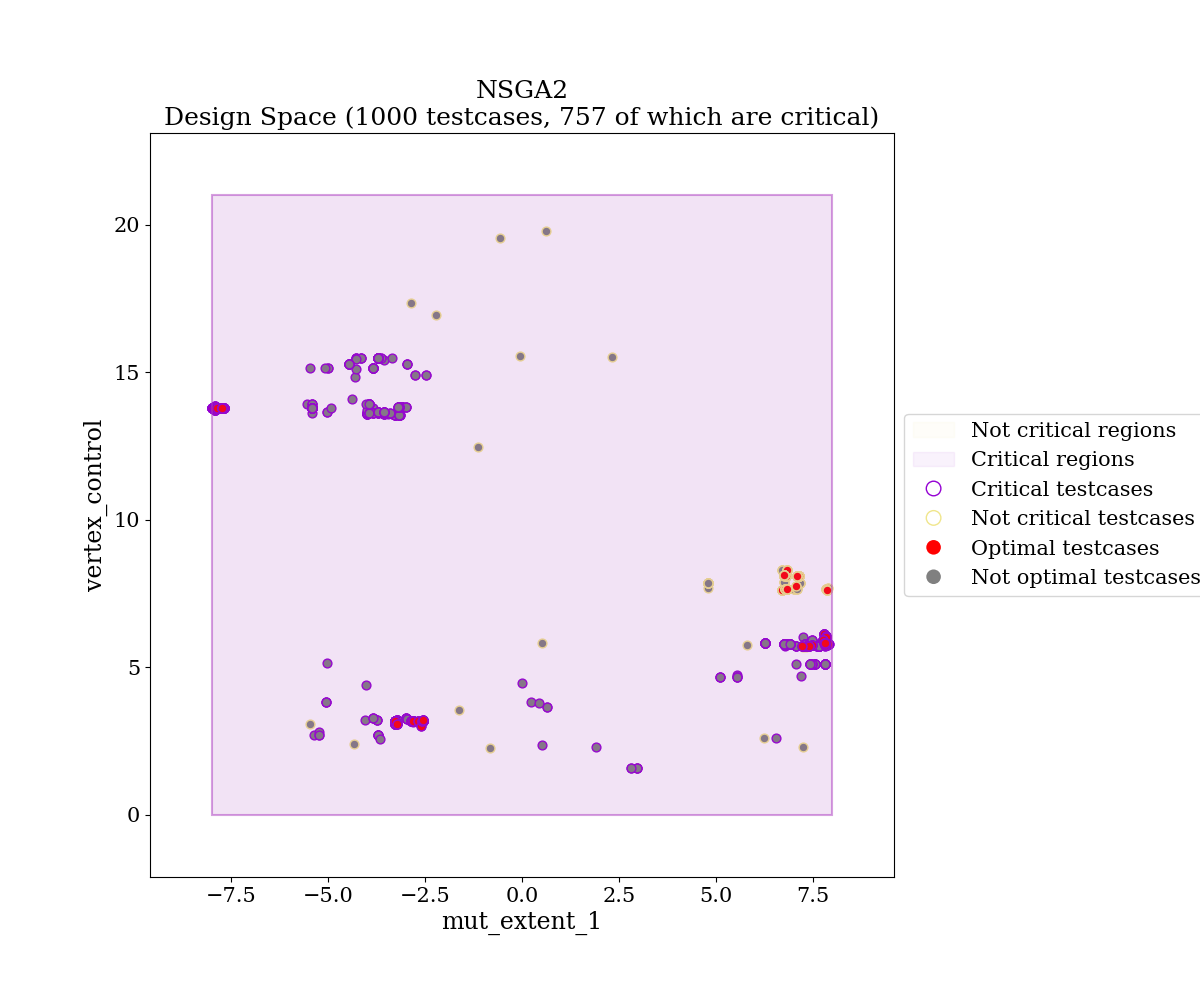 NSGA2
Design Space (1000 testcases, 757 of which are critical)
vertex_control
20
15
10
5
0
−7.5
−5.0
−2.5
0.0
2.5
5.0
7.5
mut_extent_1
Not critical regions
Critical regions
Critical testcases
Not critical testcases
Optimal testcases
Not optimal testcases